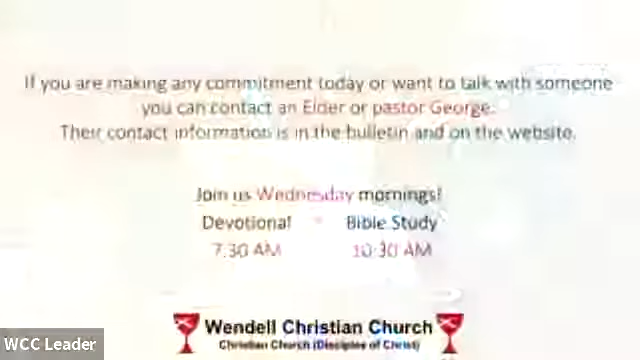 If you are making any commitment today or want to talk with someone
you can contact an Elder or pastor George.
Their contact information is in the bulletin and on the website.
Join us Wednesday mornings!
Devotional - Bible Study
7:30 AM 10:30 AM
Wendell Christian Church
Christian Church (Disciples of Christ)
WCC Leader